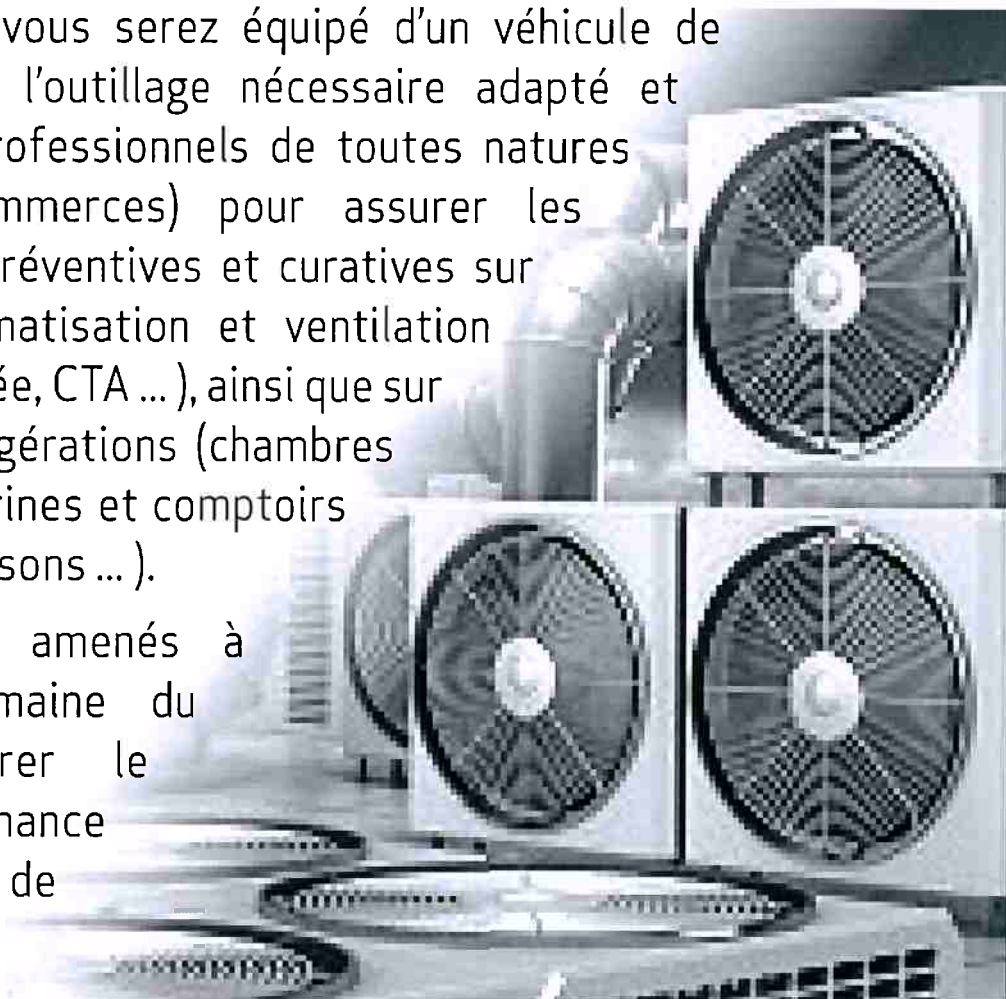 vous serez équipé d'un véhicule de
l'outillage nécessaire adapté et
rofessionnels de toutes natures
mmerces) pour assurer les
réventives et curatives sur
matisation et ventilation
ée, CTA ... ), ainsi que sur
gérations (chambres
rines et comptoirs
sons ... ).
amenés à
maine du
rer le
nance
de